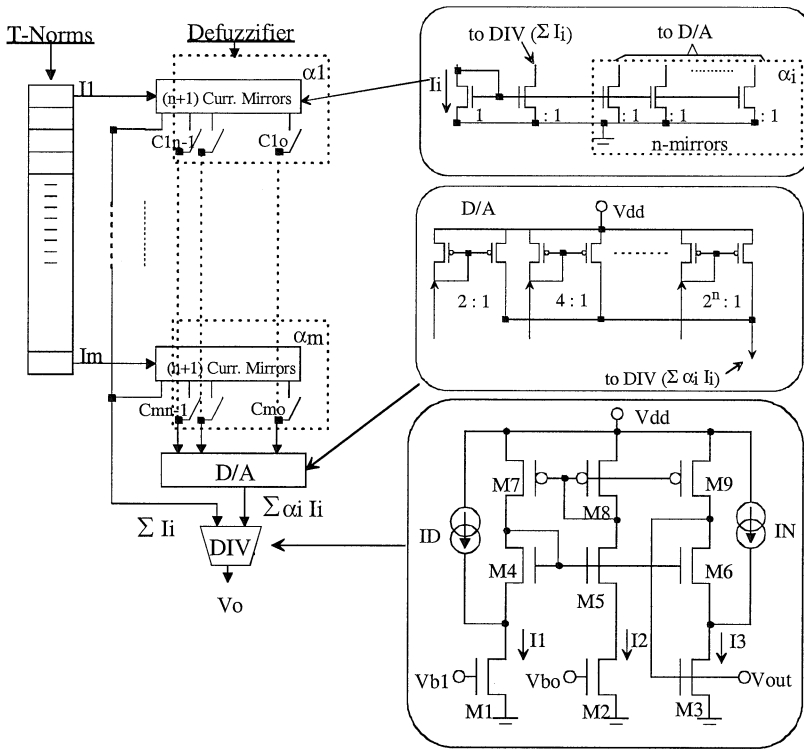 T-Norms
Defuzzifier
I1
α1
(n+1) Curr. Mirrors
C1n-1
C1o
Im
αm
(n+1) Curr. Mirrors
Cmn-1
Cmo
D/A
Σ Ii
Σαi Ii
DIV
Vo
to DIV (Σ Ii)
to D/A
Ii
αi
1 : 1 : 1 : 1 : 1
n-mirrors
D/A
Vdd
2 : 1
4 : 1
2^n : 1
to DIV (Σ αi Ii)
Vdd
M7
M8
M9
ID
IN
M4
M5
M6
I1
I2
I3
Vb1
Vbo
Vout
M1
M2
M3